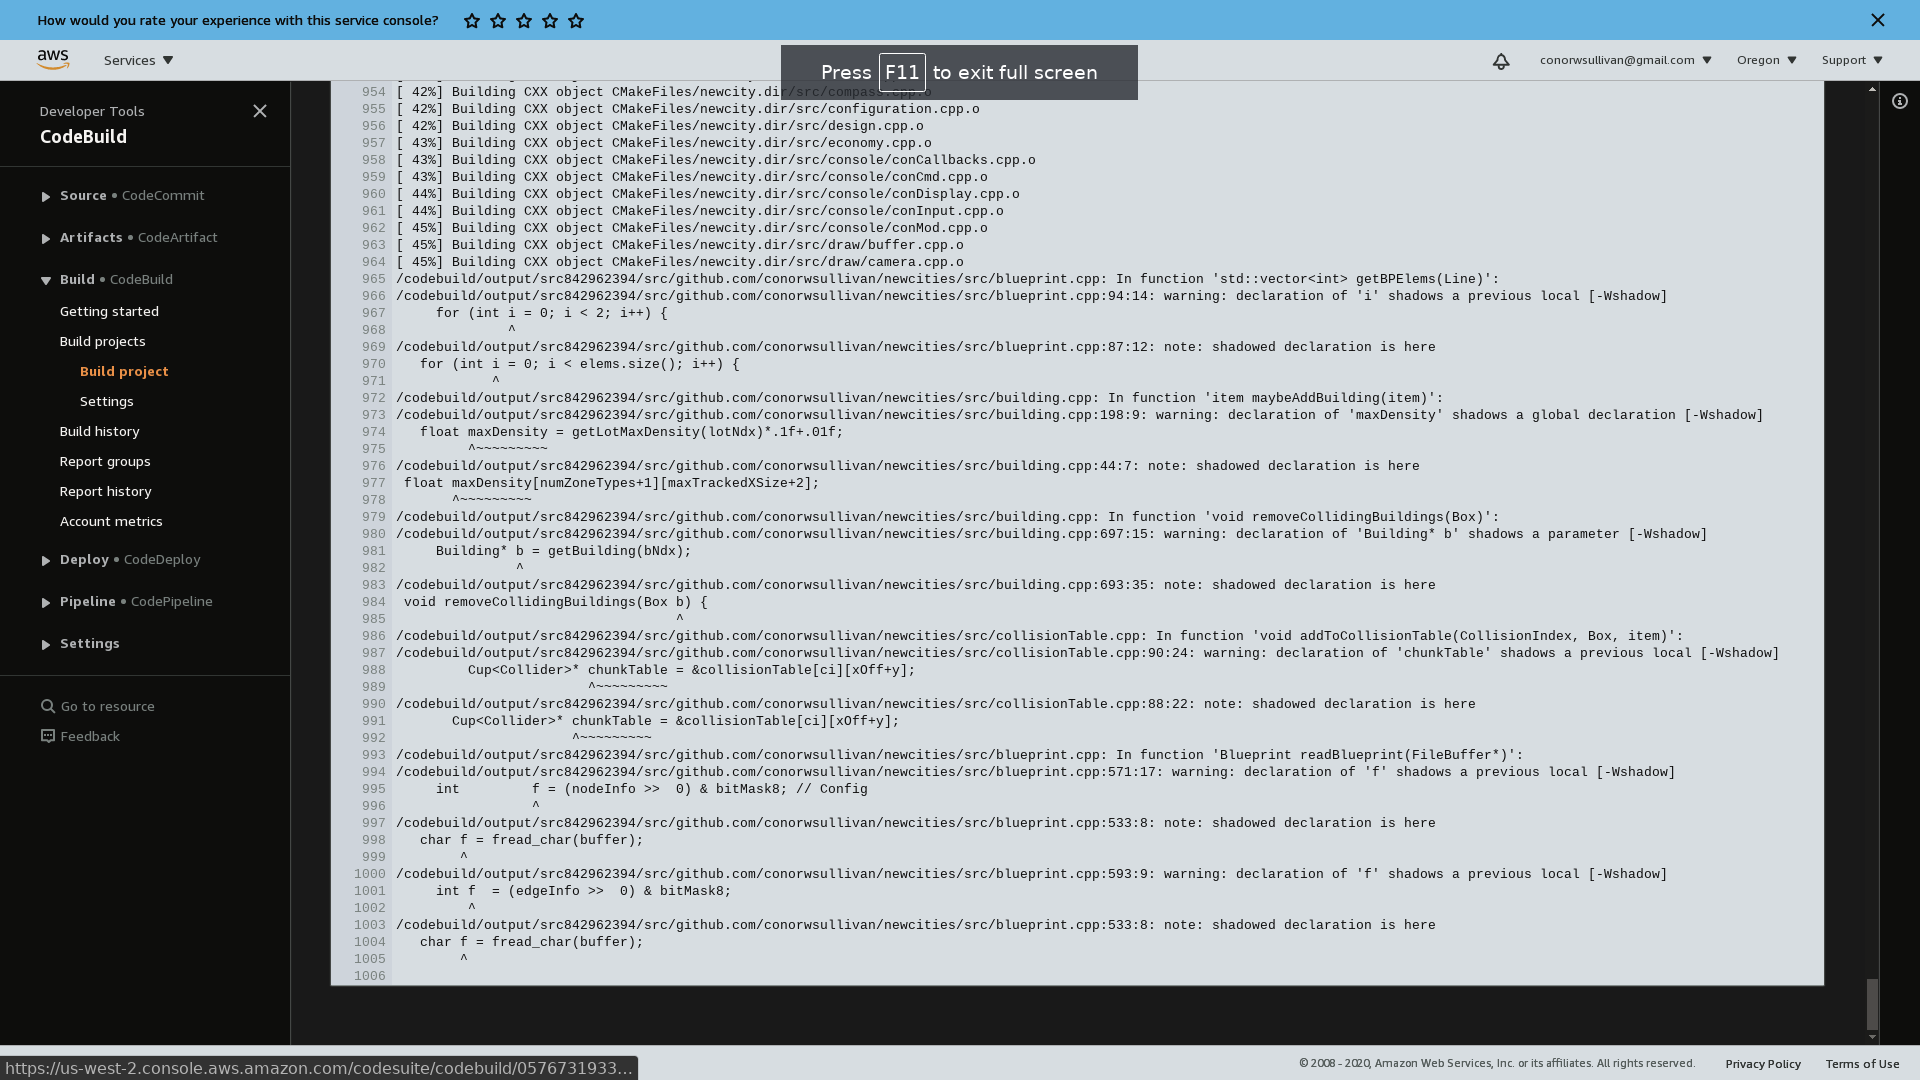 How would you rate your experience with this service console?
aws
Services
Press F11 to exit full screen
conorwsullivan@gmail.com
Oregon
Support
Developer Tools
CodeBuild
Source • CodeCommit
Artifacts • CodeArtifact
Build • CodeBuild
Getting started
Build projects
Build project
Settings
Build history
Report groups
Report history
Account metrics
Deploy • CodeDeploy
Pipeline • CodePipeline
Settings
Go to resource
Feedback
954 [ 42%] Building CXX object CMakeFiles/newcity.dir/src/compass.cpp.o
955 [ 42%] Building CXX object CMakeFiles/newcity.dir/src/configuration.cpp.o
956 [ 42%] Building CXX object CMakeFiles/newcity.dir/src/design.cpp.o
957 [ 43%] Building CXX object CMakeFiles/newcity.dir/src/economy.cpp.o
958 [ 43%] Building CXX object CMakeFiles/newcity.dir/src/console/conCallbacks.cpp.o
959 [ 43%] Building CXX object CMakeFiles/newcity.dir/src/console/conCmd.cpp.o
960 [ 44%] Building CXX object CMakeFiles/newcity.dir/src/console/conDisplay.cpp.o
961 [ 44%] Building CXX object CMakeFiles/newcity.dir/src/console/conInput.cpp.o
962 [ 45%] Building CXX object CMakeFiles/newcity.dir/src/console/conMod.cpp.o
963 [ 45%] Building CXX object CMakeFiles/newcity.dir/src/draw/buffer.cpp.o
964 [ 45%] Building CXX object CMakeFiles/newcity.dir/src/draw/camera.cpp.o
965 /codebuild/output/src842962394/src/github.com/conorwsullivan/newcities/src/blueprint.cpp: In function 'std::vector<int> getBPElems(Line)':
966 /codebuild/output/src842962394/src/github.com/conorwsullivan/newcities/src/blueprint.cpp:94:14: warning: declaration of 'i' shadows a previous local [-Wshadow]
967      for (int i = 0; i < 2; i++) {
968               ^
969 /codebuild/output/src842962394/src/github.com/conorwsullivan/newcities/src/blueprint.cpp:87:12: note: shadowed declaration is here
970    for (int i = 0; i < elems.size(); i++) {
971             ^
972 /codebuild/output/src842962394/src/github.com/conorwsullivan/newcities/src/building.cpp: In function 'item maybeAddBuilding(item)':
973 /codebuild/output/src842962394/src/github.com/conorwsullivan/newcities/src/building.cpp:198:9: warning: declaration of 'maxDensity' shadows a global declaration [-Wshadow]
974    float maxDensity = getLotMaxDensity(lotNdx)*.1f+.01f;
975          ^~~~~~~~~~
976 /codebuild/output/src842962394/src/github.com/conorwsullivan/newcities/src/building.cpp:44:7: note: shadowed declaration is here
977  float maxDensity[numZoneTypes+1][maxTrackedXSize+2];
978        ^~~~~~~~~~
979 /codebuild/output/src842962394/src/github.com/conorwsullivan/newcities/src/building.cpp: In function 'void removeCollidingBuildings(Box)':
980 /codebuild/output/src842962394/src/github.com/conorwsullivan/newcities/src/building.cpp:697:15: warning: declaration of 'Building* b' shadows a parameter [-Wshadow]
981      Building* b = getBuilding(bNdx);
982                ^
983 /codebuild/output/src842962394/src/github.com/conorwsullivan/newcities/src/building.cpp:693:35: note: shadowed declaration is here
984  void removeCollidingBuildings(Box b) {
985                                    ^
986 /codebuild/output/src842962394/src/github.com/conorwsullivan/newcities/src/collisionTable.cpp: In function 'void addToCollisionTable(CollisionIndex, Box, item)':
987 /codebuild/output/src842962394/src/github.com/conorwsullivan/newcities/src/collisionTable.cpp:90:24: warning: declaration of 'chunkTable' shadows a previous local [-Wshadow]
988          Cup<Collider>* chunkTable = &collisionTable[ci][xOff+y];
989                         ^~~~~~~~~~
990 /codebuild/output/src842962394/src/github.com/conorwsullivan/newcities/src/collisionTable.cpp:88:22: note: shadowed declaration is here
991        Cup<Collider>* chunkTable = &collisionTable[ci][xOff+y];
992                       ^~~~~~~~~~
993 /codebuild/output/src842962394/src/github.com/conorwsullivan/newcities/src/blueprint.cpp: In function 'Blueprint readBlueprint(FileBuffer*)':
994 /codebuild/output/src842962394/src/github.com/conorwsullivan/newcities/src/blueprint.cpp:571:17: warning: declaration of 'f' shadows a previous local [-Wshadow]
995      int         f = (nodeInfo >>  0) & bitMask8; // Config
996                  ^
997 /codebuild/output/src842962394/src/github.com/conorwsullivan/newcities/src/blueprint.cpp:533:8: note: shadowed declaration is here
998    char f = fread_char(buffer);
999         ^
1000 /codebuild/output/src842962394/src/github.com/conorwsullivan/newcities/src/blueprint.cpp:593:9: warning: declaration of 'f' shadows a previous local [-Wshadow]
1001      int f  = (edgeInfo >>  0) & bitMask8;
1002          ^
1003 /codebuild/output/src842962394/src/github.com/conorwsullivan/newcities/src/blueprint.cpp:533:8: note: shadowed declaration is here
1004    char f = fread_char(buffer);
1005         ^
1006
https://us-west-2.console.aws.amazon.com/codesuite/codebuild/0576731933...
© 2008 - 2020, Amazon Web Services, Inc. or its affiliates. All rights reserved.
Privacy Policy
Terms of Use